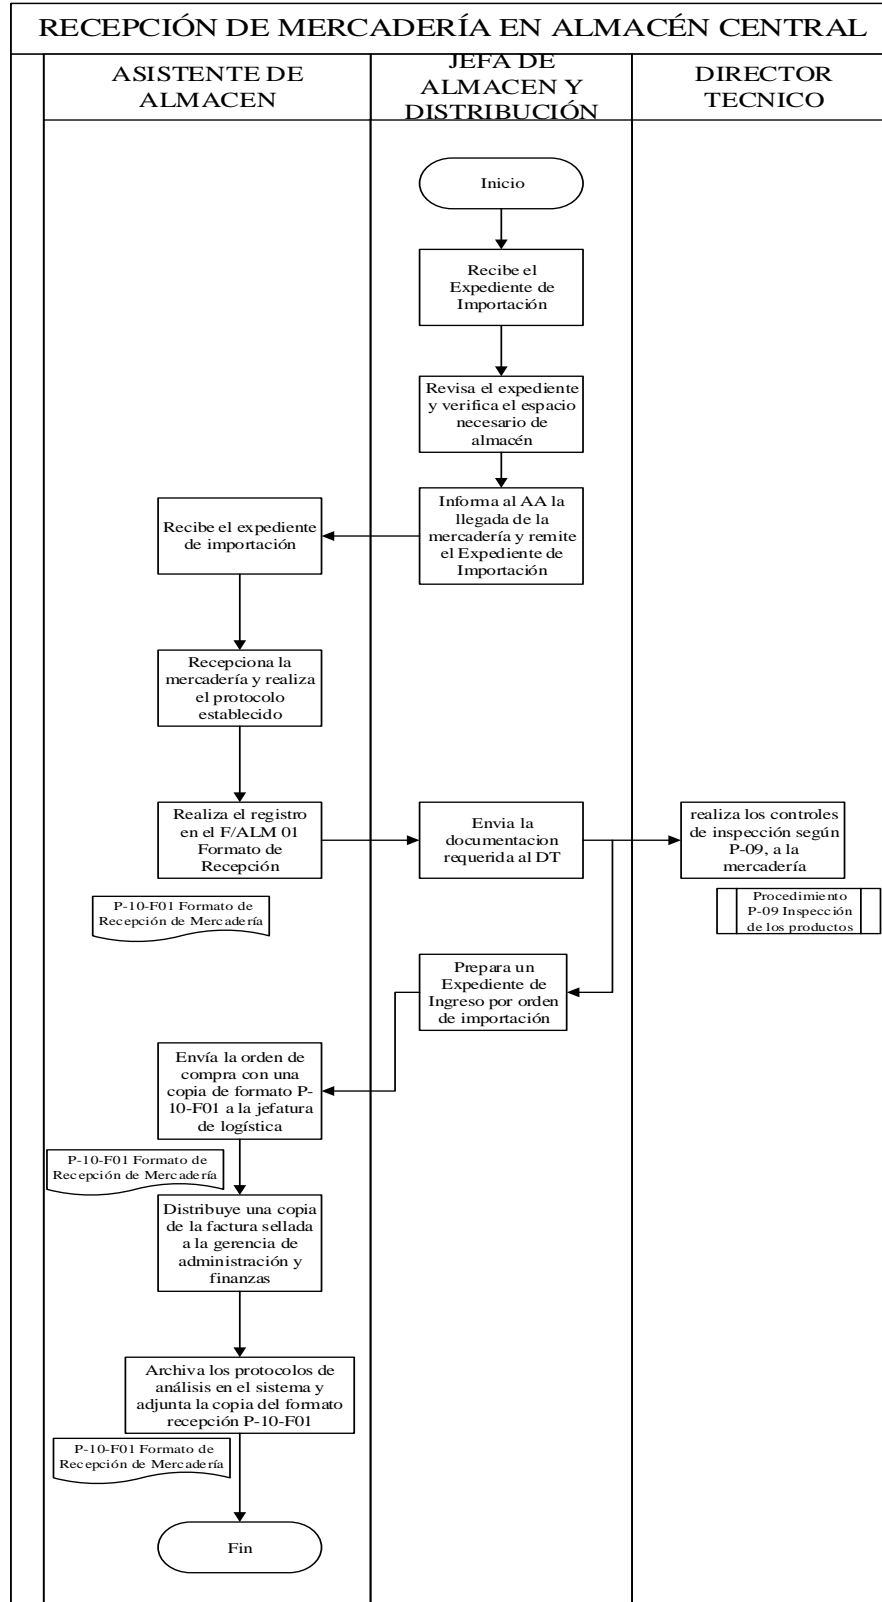 RECEPCIÓN DE MERCADERÍA EN ALMACÉN CENTRAL
ASISTENTE DE
ALMACEN
JEFA DE
ALMACEN Y
DISTRIBUCIÓN
DIRECTOR
TECNICO
Inicio
Recibe el
Expediente de
Importación
Revisa el expediente
y verifica el espacio
necesario de
almacén
Informa al AA la
llegada de la
mercadería y remite
el Expediente de
Importación
Recibe el expediente
de importación
Recepciona la
mercadería y realiza
el protocolo
establecido
Realiza el registro
en el F/ALM 01
Formato de
Recepción
P-10-F01 Formato de
Recepción de Mercadería
Envia la
documentacion
requerida al DT
realiza los controles
de inspección según
P-09, a la
mercadería
Procedimiento
P-09 Inspección
de los productos
Prepara un
Expediente de
Ingreso por orden
de importación
Envía la orden de
compra con una
copia de formato P-
10-F01 a la jefatura
de logística
P-10-F01 Formato de
Recepción de Mercadería
Distribuye una copia
de la factura sellada
a la gerencia de
administración y
finanzas
Archiva los protocolos de
análisis en el sistema y
adjunta la copia del formato
recepción P-10-F01
P-10-F01 Formato de
Recepción de Mercadería
Fin